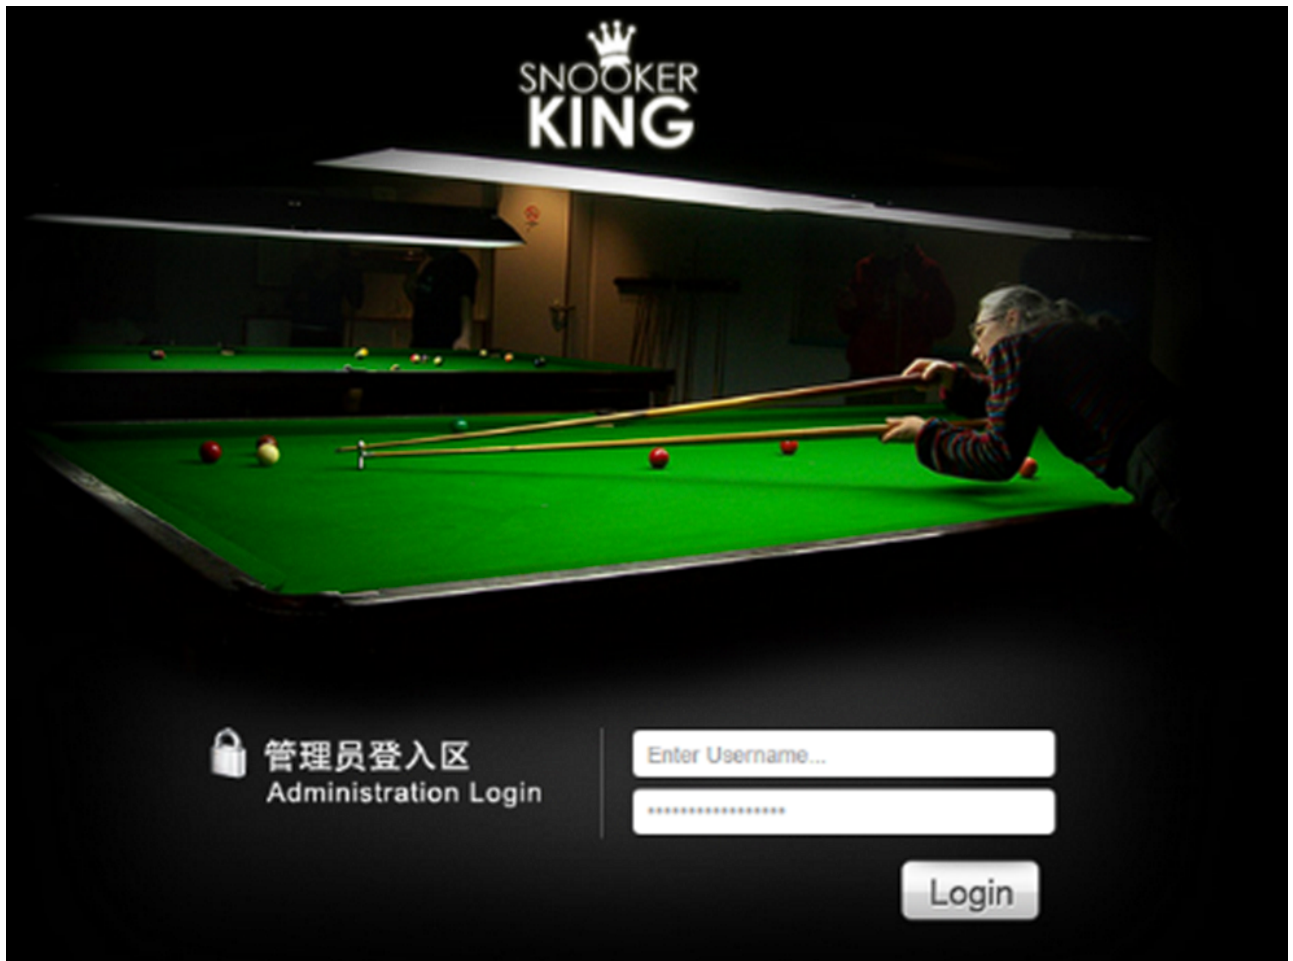 SNOOKER
KING
管理员登入区
Administration Login
Enter Username...
•••••••••••••••••
Login